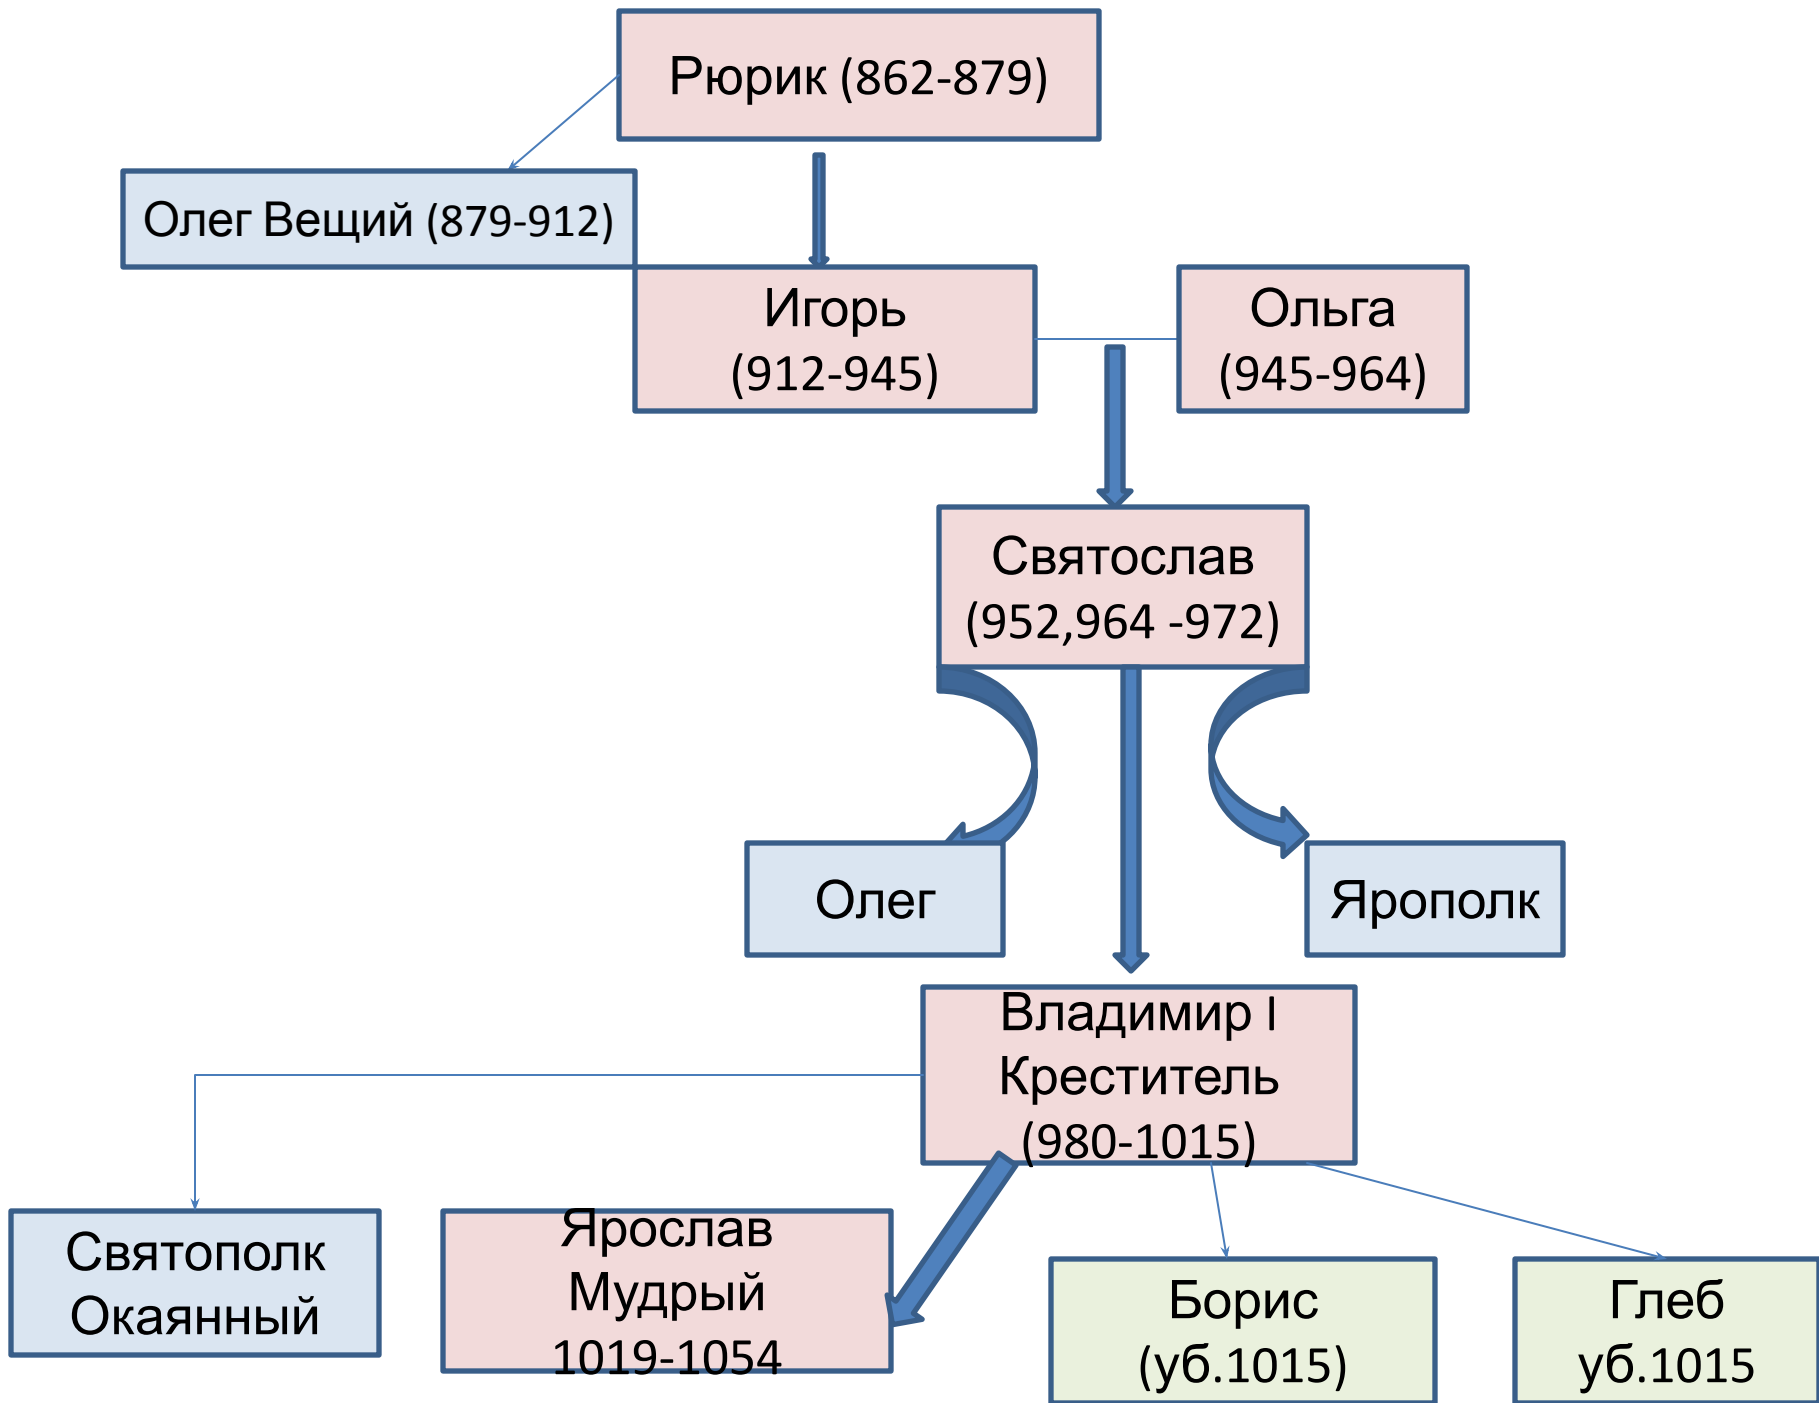 Рюрик (862-879)
Олег Вещий (879-912)
Игорь
(912-945)
Ольга
(945-964)
Святослав
(952,964 -972)
Олег
Ярополк
Владимир I
Креститель
(980-1015)
Святополк
Окаянный
Ярослав
Мудрый
1019-1054
Борис
(уб.1015)
Глеб
уб.1015